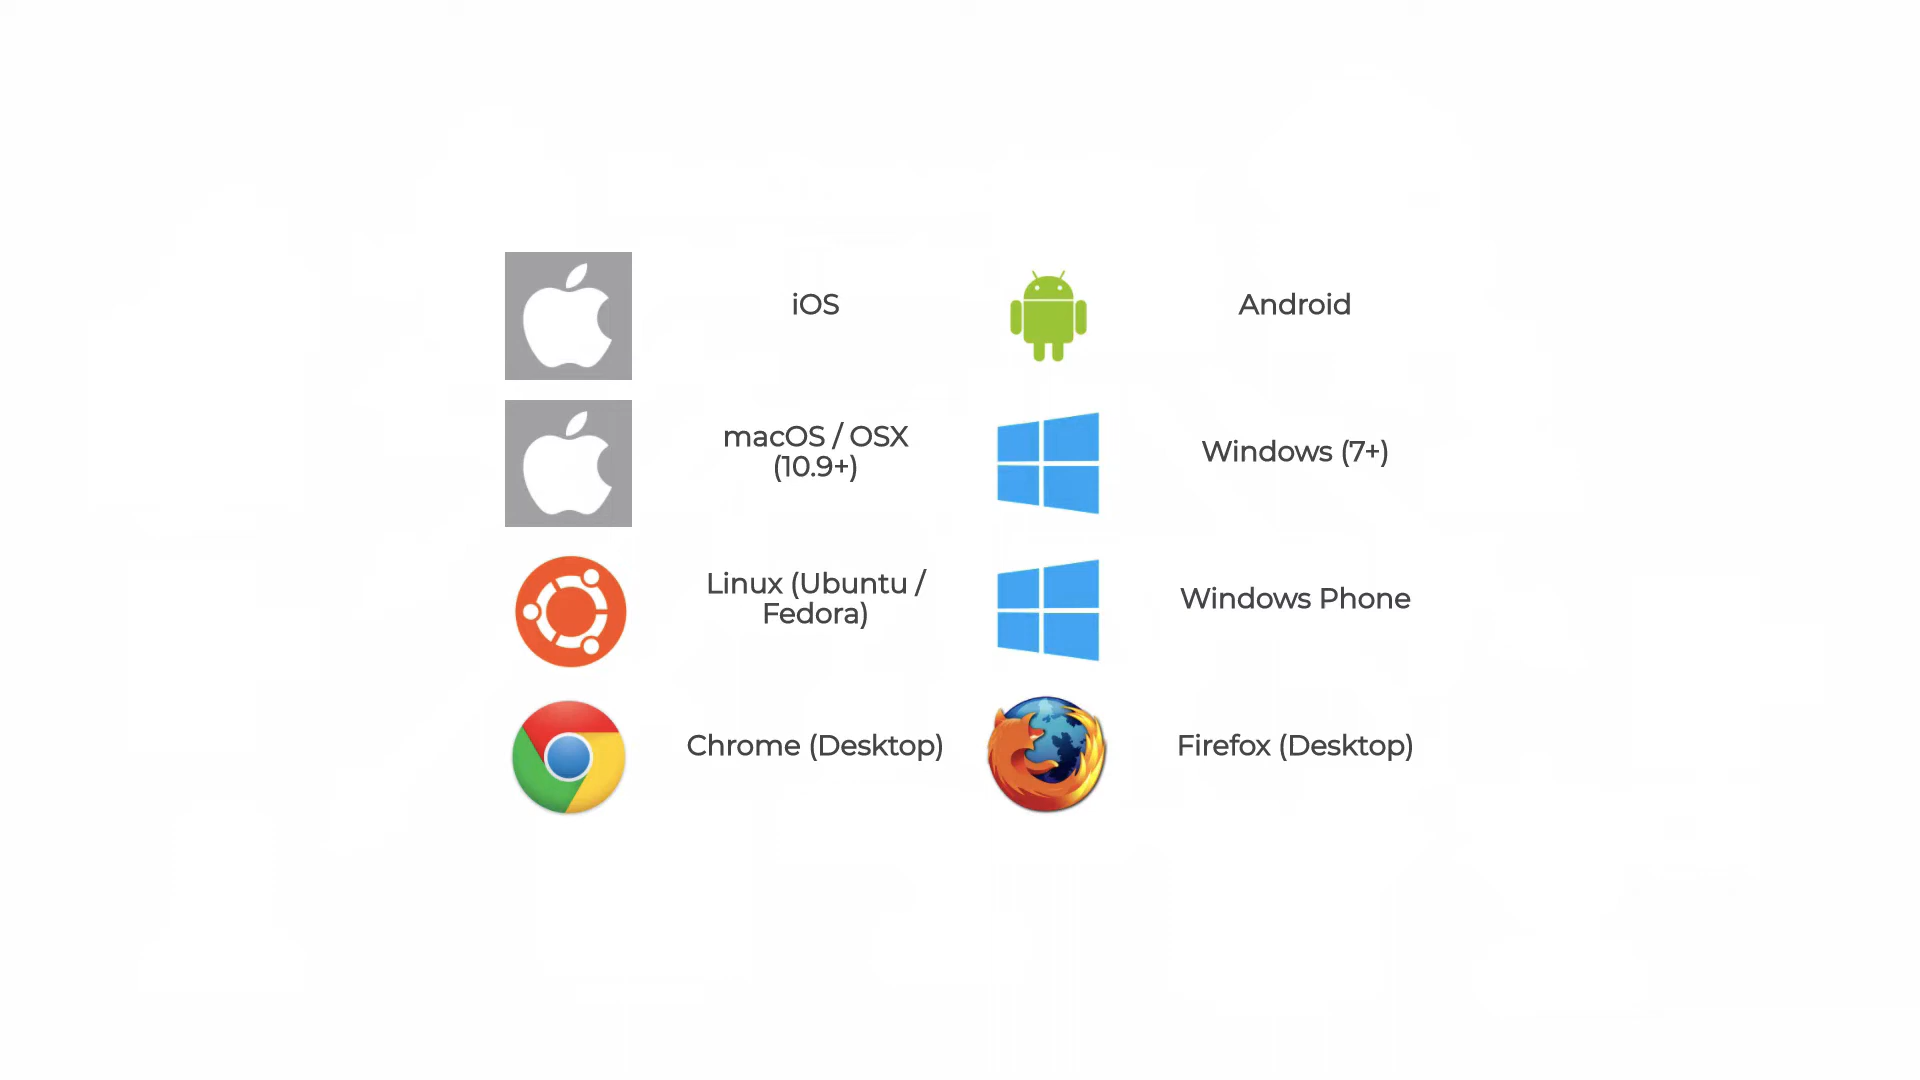 iOS
Android
macOS / OSX
(10.9+)
Windows (7+)
Linux (Ubuntu /
Fedora)
Windows Phone
Chrome (Desktop)
Firefox (Desktop)